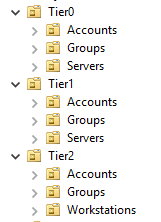 Tier0
Accounts
Groups
Servers
Tier1
Accounts
Groups
Servers
Tier2
Accounts
Groups
Workstations